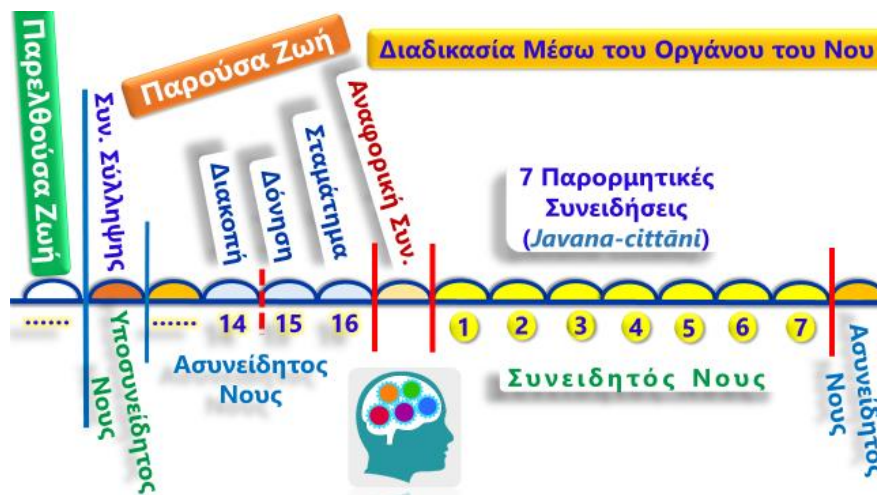 Παρελθούσα Ζωή
Συν. Σύλληψης
Παρούσα Ζωή
Διαδικασία Μέσω του Οργάνου του Νου
Διακοπή
Δόνηση
Σταμάτημα
Αναφορική Συν.
7 Παρορμητικές
Συνειδήσεις
(Javana-cittāni)
...... ...... 14 15 16 1 2 3 4 5 6 7
Υποσυνείδητος
Νους
Ασυνείδητος
Νους
Συνειδητός Νους
Ασυνείδητος
Νους